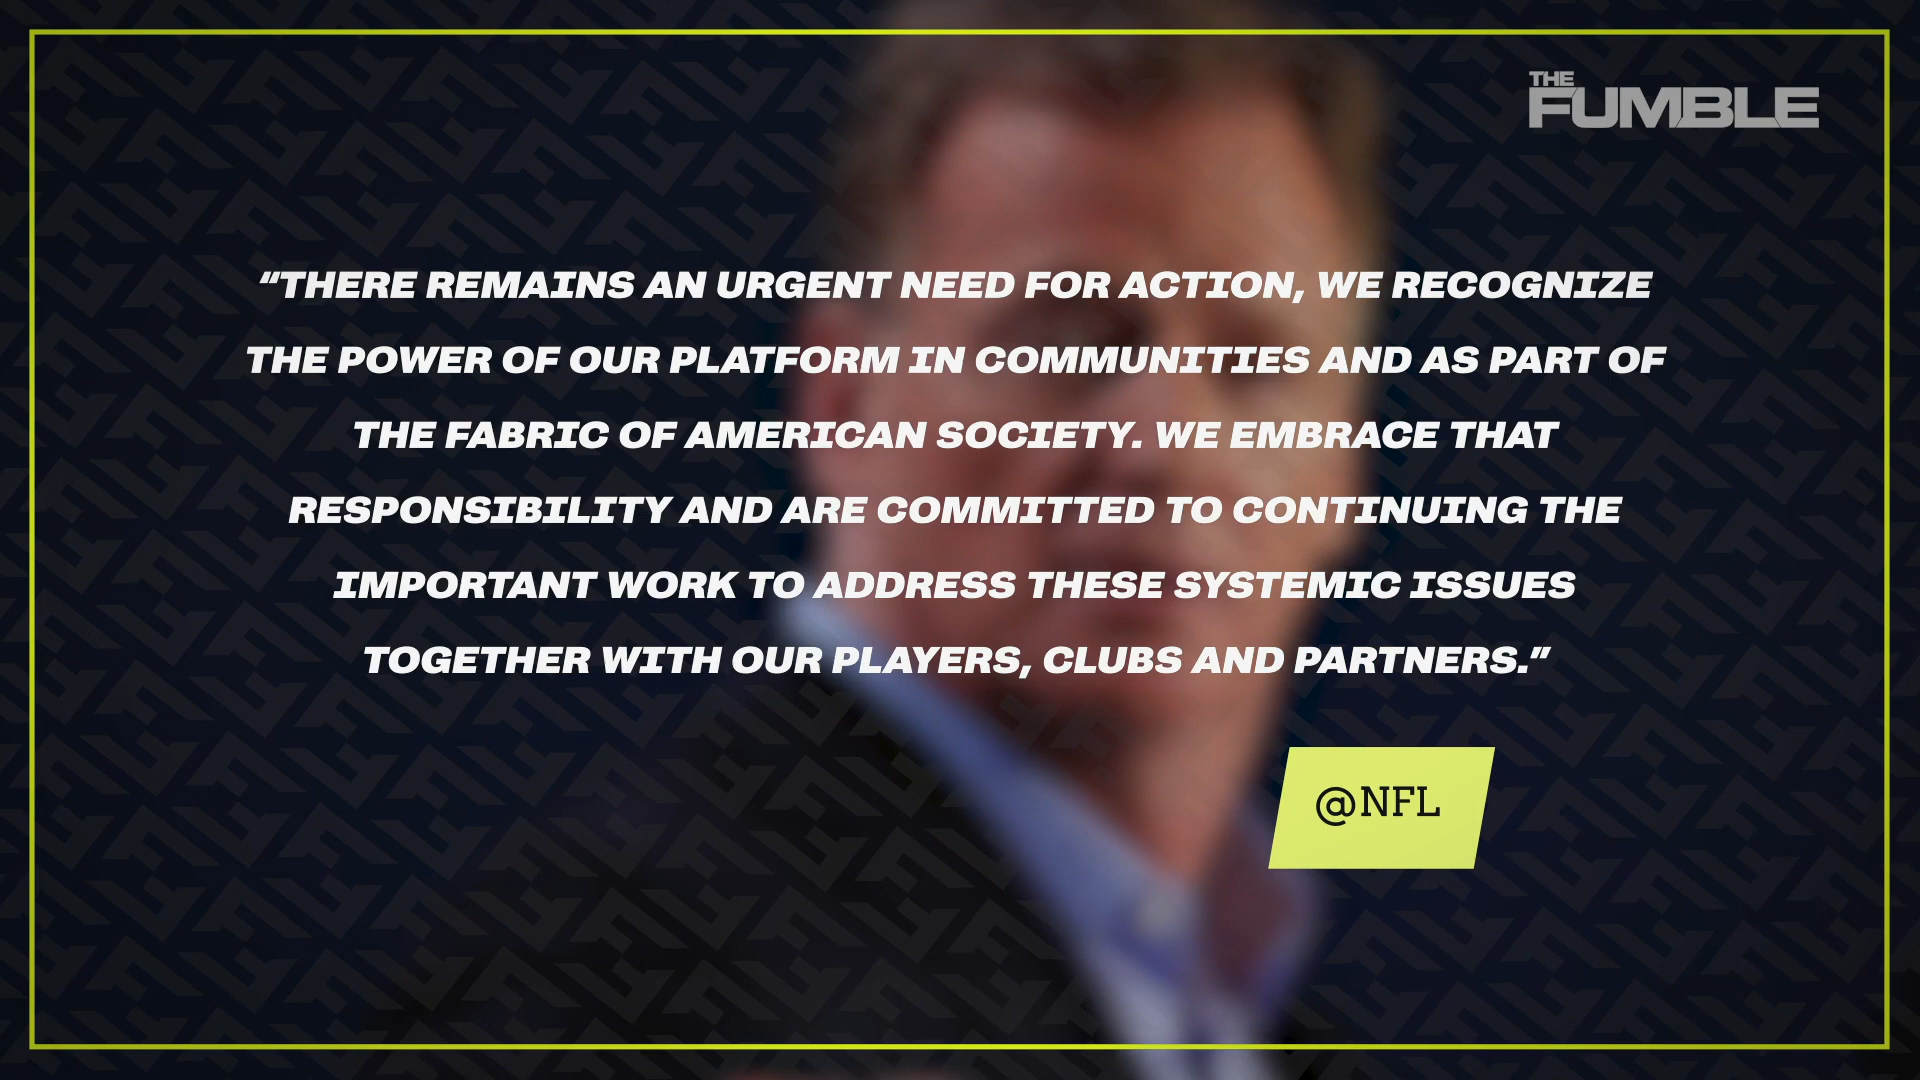 THE
FUMBLE
“THERE REMAINS AN URGENT NEED FOR ACTION, WE RECOGNIZE
THE POWER OF OUR PLATFORM IN COMMUNITIES AND AS PART OF
THE FABRIC OF AMERICAN SOCIETY. WE EMBRACE THAT
RESPONSIBILITY AND ARE COMMITTED TO CONTINUING THE
IMPORTANT WORK TO ADDRESS THESE SYSTEMIC ISSUES
TOGETHER WITH OUR PLAYERS, CLUBS AND PARTNERS.”
@NFL